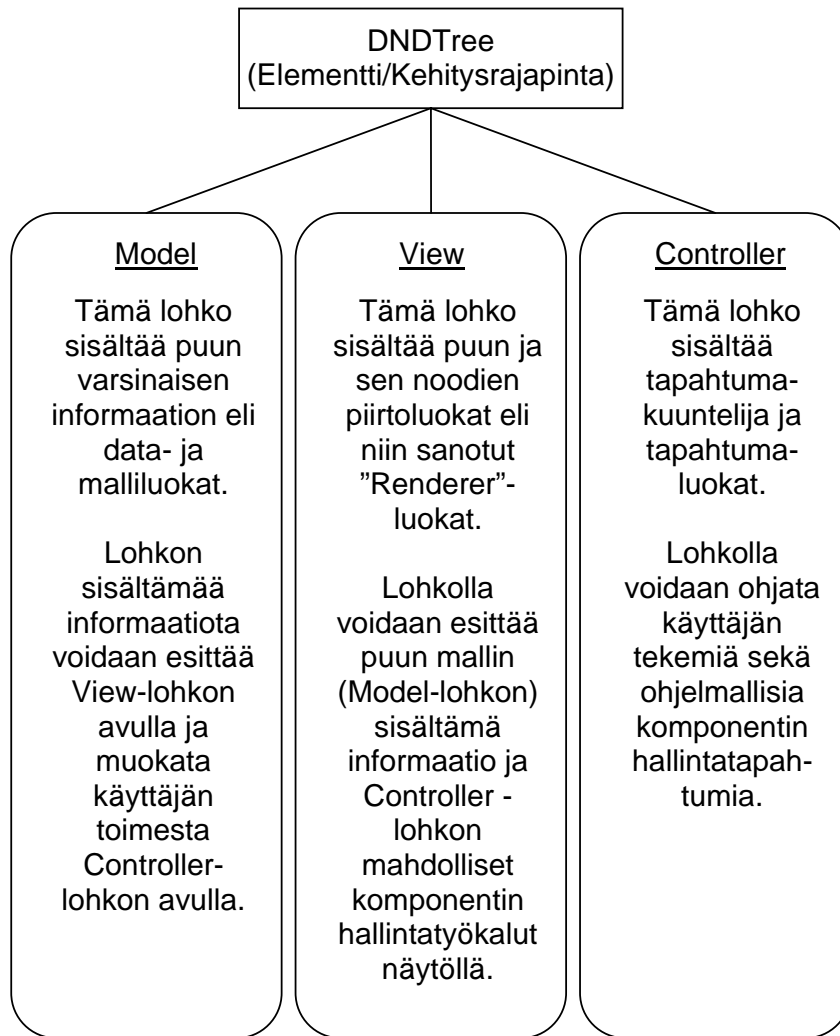 DNDTree
(Elementti/Kehitysrajapinta)
Model
Tämä lohko
sisältää puun
varsinaisen
informaation eli
data- ja
malliluokat.
Lohkon
sisältämää
informaatiota
voidaan esittää
View-lohkon
avulla ja
muokata
käyttäjän
toimesta
Controller-
lohkon avulla.
View
Tämä lohko
sisältää puun ja
sen noodien
piirtoluokat eli
niin sanotut
”Renderer”-
luokat.
Lohkolla
voidaan esittää
puun mallin
(Model-lohkon)
sisältämä
informaatio ja
Controller -
lohkon
mahdolliset
komponentin
hallintatyökalut
näytöllä.
Controller
Tämä lohko
sisältää
tapahtuma-
kuuntelija ja
tapahtuma-
luokat.
Lohkolla
voidaan ohjata
käyttäjän
tekemiä sekä
ohjelmallisia
komponentin
hallintatapah-
tumia.